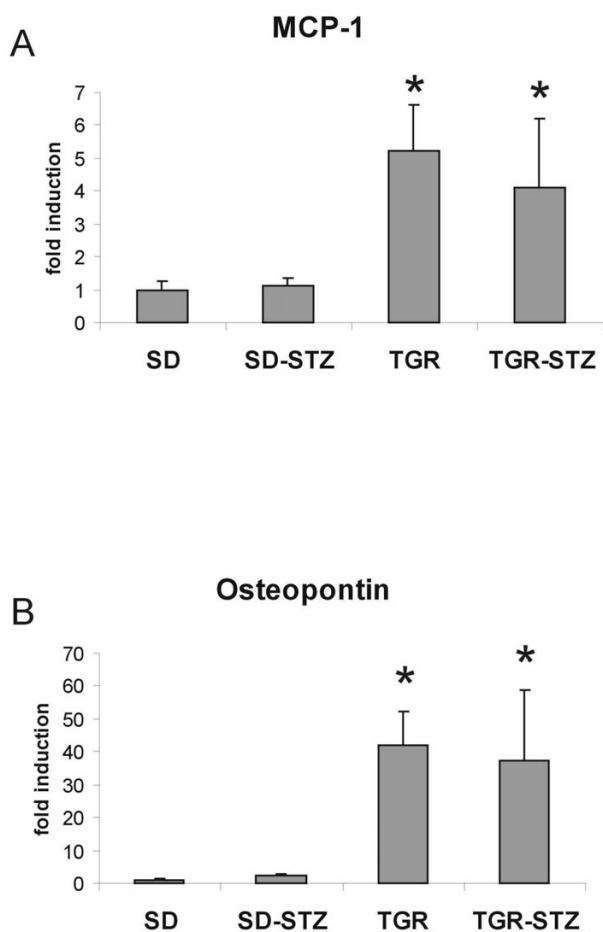 MCP-1
A
7
6
5
4
3
2
1
0
fold induction
* *
SD SD-STZ TGR TGR-STZ
Osteopontin
B
70
60
50
40
30
20
10
0
fold induction
* *
SD SD-STZ TGR TGR-STZ